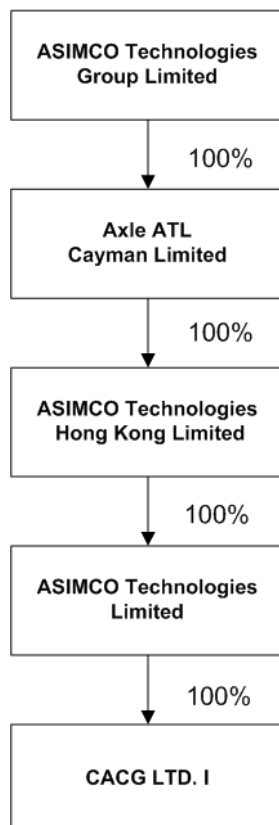 ASIMCO Technologies
Group Limited
100%
Axle ATL
Cayman Limited
100%
ASIMCO Technologies
Hong Kong Limited
100%
ASIMCO Technologies
Limited
100%
CACG LTD. I